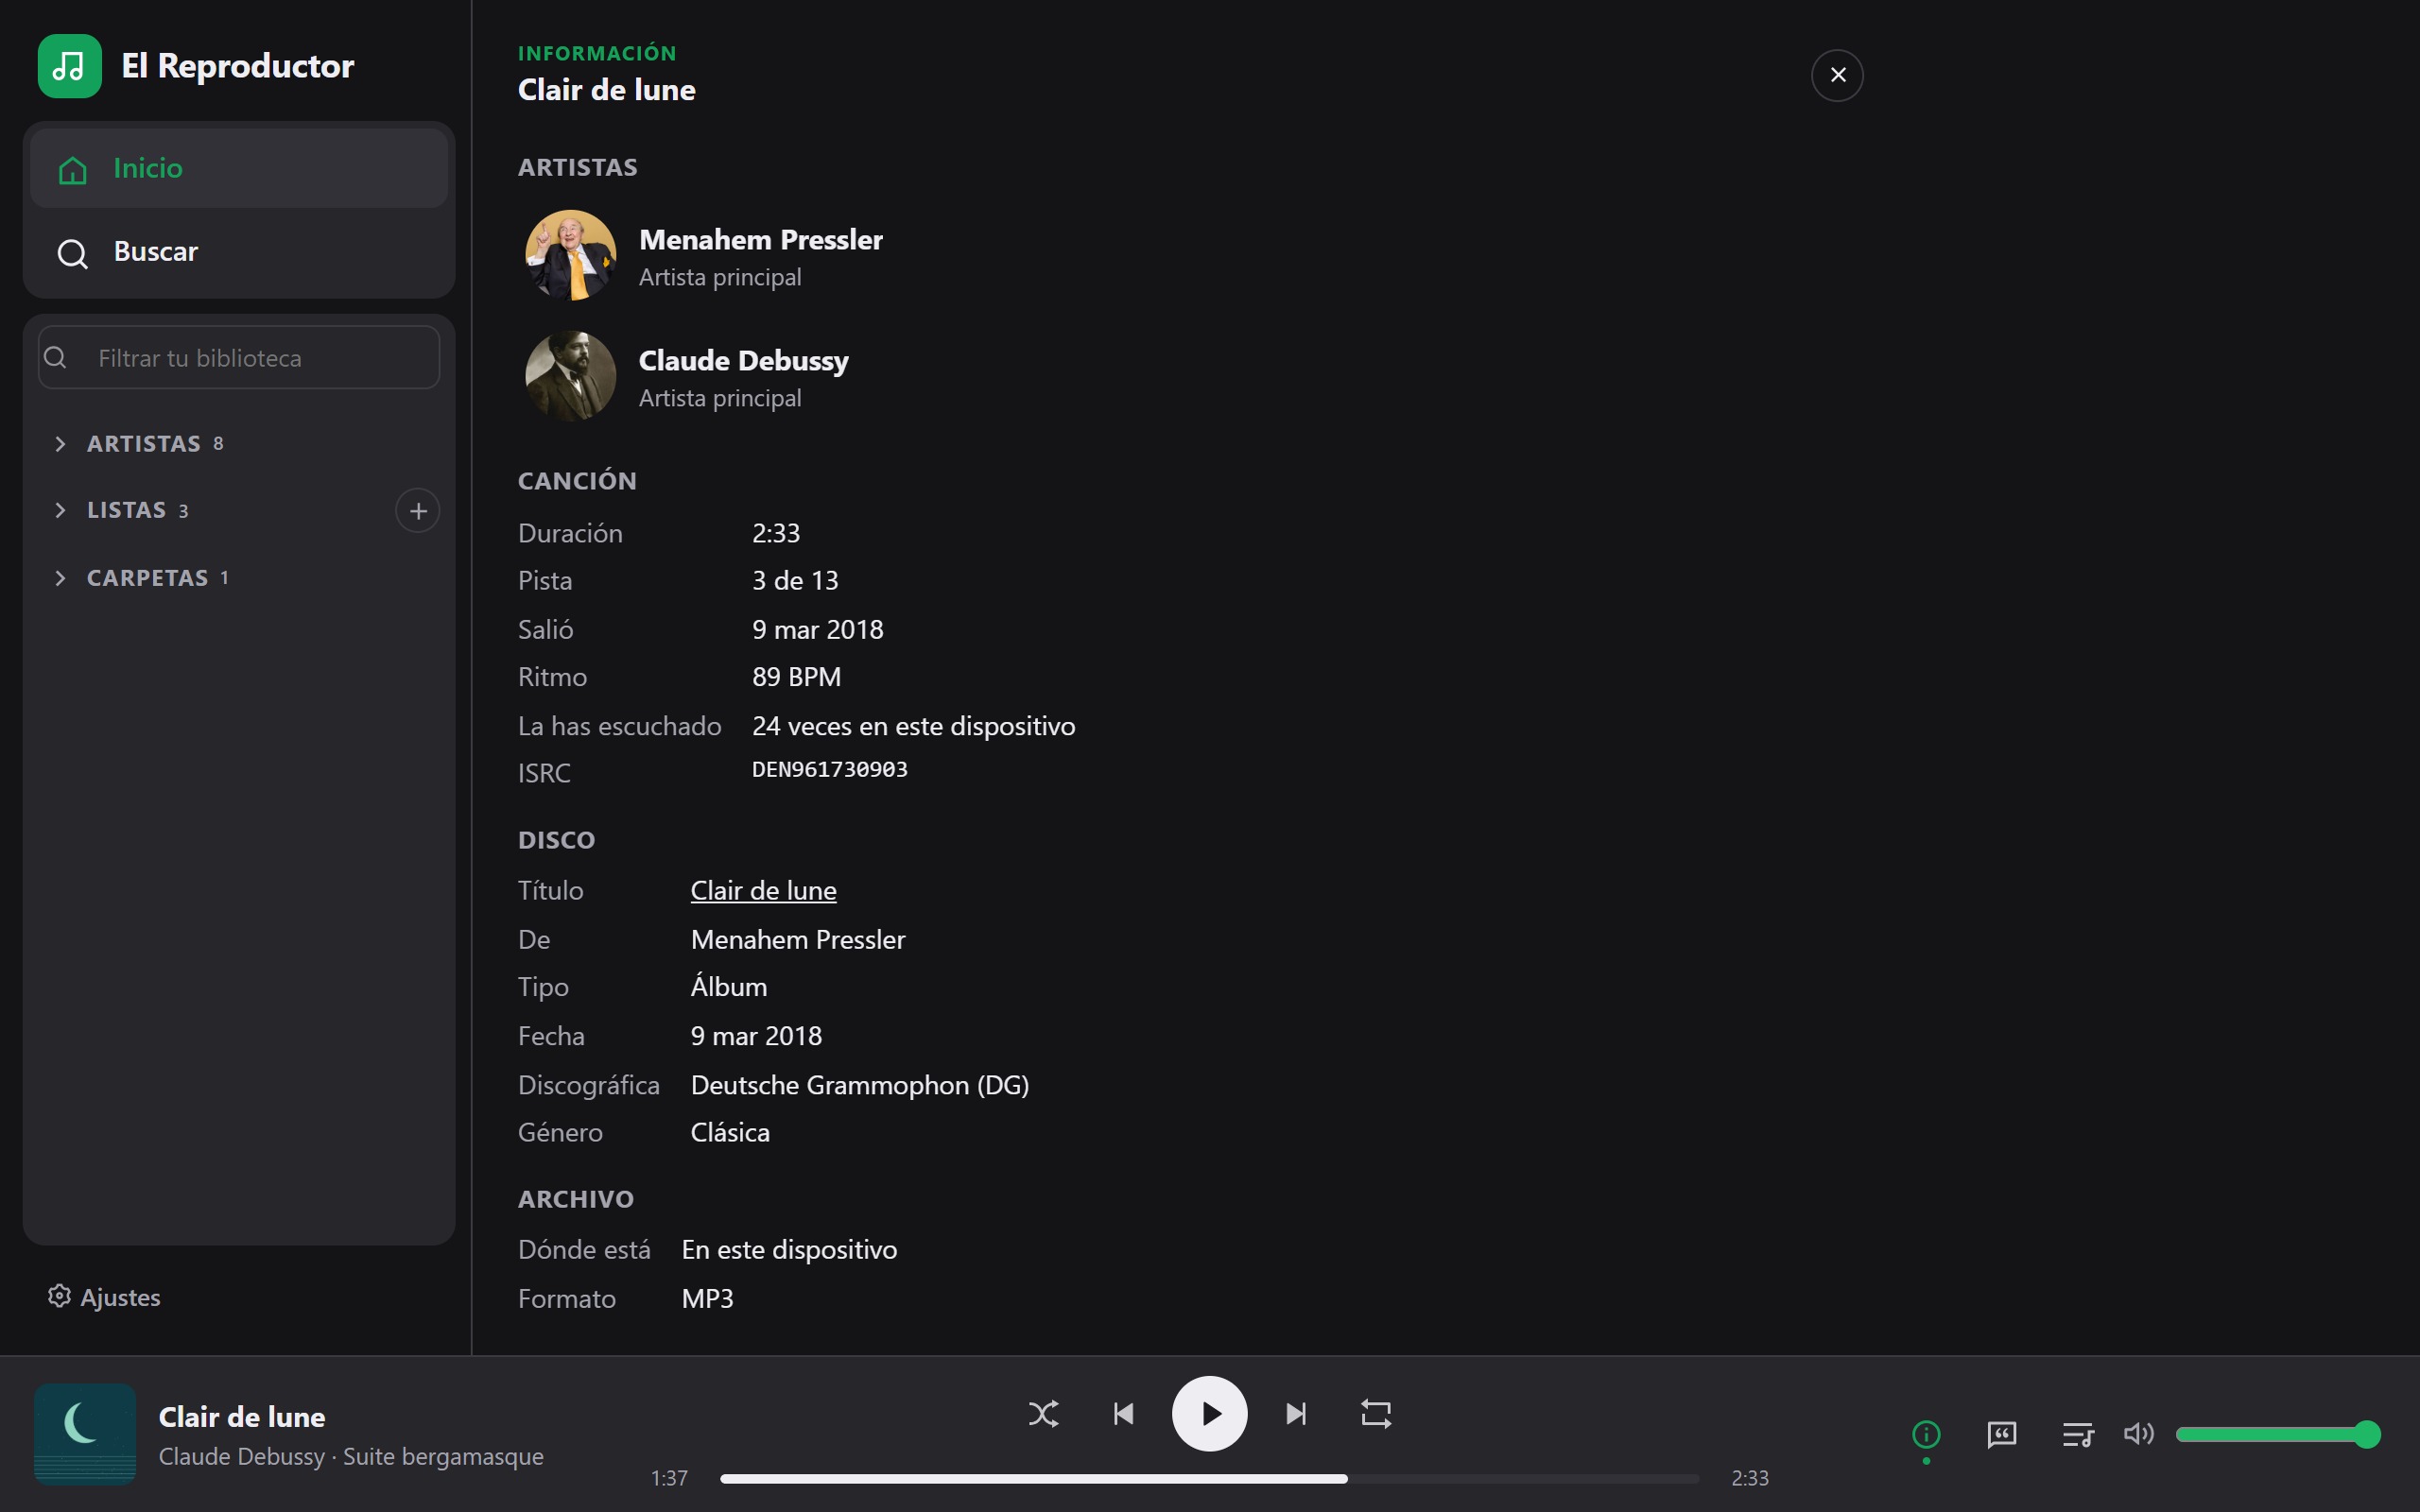 El Reproductor
Inicio
Buscar
Filtrar tu biblioteca
ARTISTAS 8
LISTAS 3
CARPETAS 1
Ajustes
INFORMACIÓN
Clair de lune
ARTISTAS
Menahem Pressler
Artista principal
Claude Debussy
Artista principal
CANCIÓN
Duración 2:33
Pista 3 de 13
Salió 9 mar 2018
Ritmo 89 BPM
La has escuchado 24 veces en este dispositivo
ISRC DEN961730903
DISCO
Título Clair de lune
De Menahem Pressler
Tipo Álbum
Fecha 9 mar 2018
Discográfica Deutsche Grammophon (DG)
Género Clásica
ARCHIVO
Dónde está En este dispositivo
Formato MP3
Clair de lune
Claude Debussy · Suite bergamasque
1:37
2:33